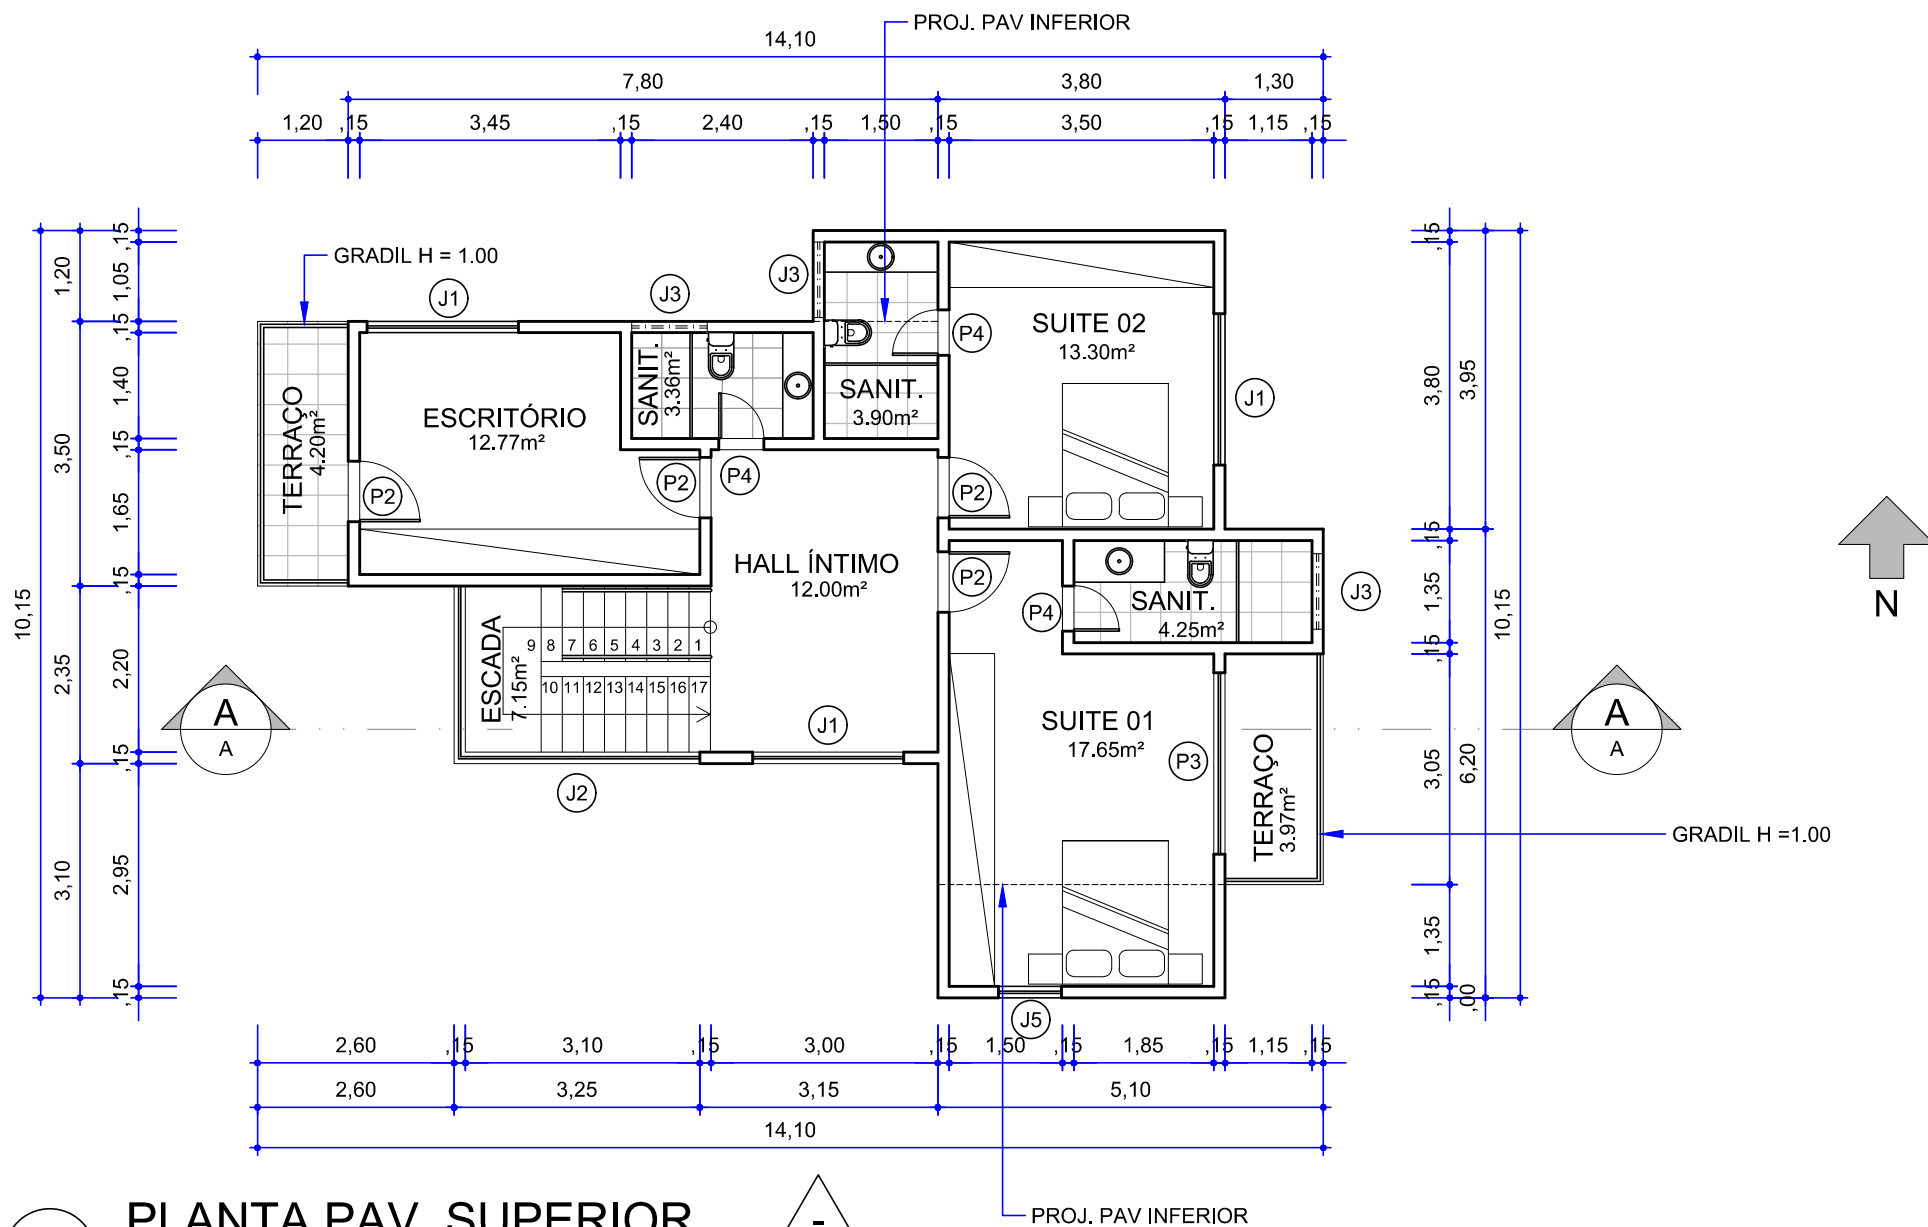 PROJ. PAV INFERIOR
14,10
7,80
3,80
1,30
1,20
,15
3,45
,15
2,40
,15
1,50
,15
3,50
,15
1,15
,15
GRADIL H = 1.00
J1
J3
J3
SUITE 02
13.30m²
P4
J1
SANIT.
3.36m²
SANIT.
3.90m²
ESCRITÓRIO
12.77m²
TERRAÇO
4.20m²
P2
P2
P4
P2
HALL ÍNTIMO
12.00m²
P2
P4
SANIT.
4.25m²
J3
N
ESCADA
7.15m²
9 8 7 6 5 4 3 2 1
10 11 12 13 14 15 16 17
A
A
J1
J2
SUITE 01
17.65m²
P3
TERRAÇO
3.97m²
A
A
GRADIL H =1.00
J5
10,15
1,20
3,50
2,35
3,10
,15
1,05
,15
1,40
,15
1,65
,15
2,20
,15
2,95
,15
,15
3,80
,15
1,35
,15
3,05
1,35
,15
3,95
6,20
,00
10,15
2,60
,15
3,10
,15
3,00
,15
1,50
,15
1,85
,15
1,15
,15
2,60
3,25
3,15
5,10
14,10
PLANTA PAV. SUPERIOR
PROJ. PAV INFERIOR